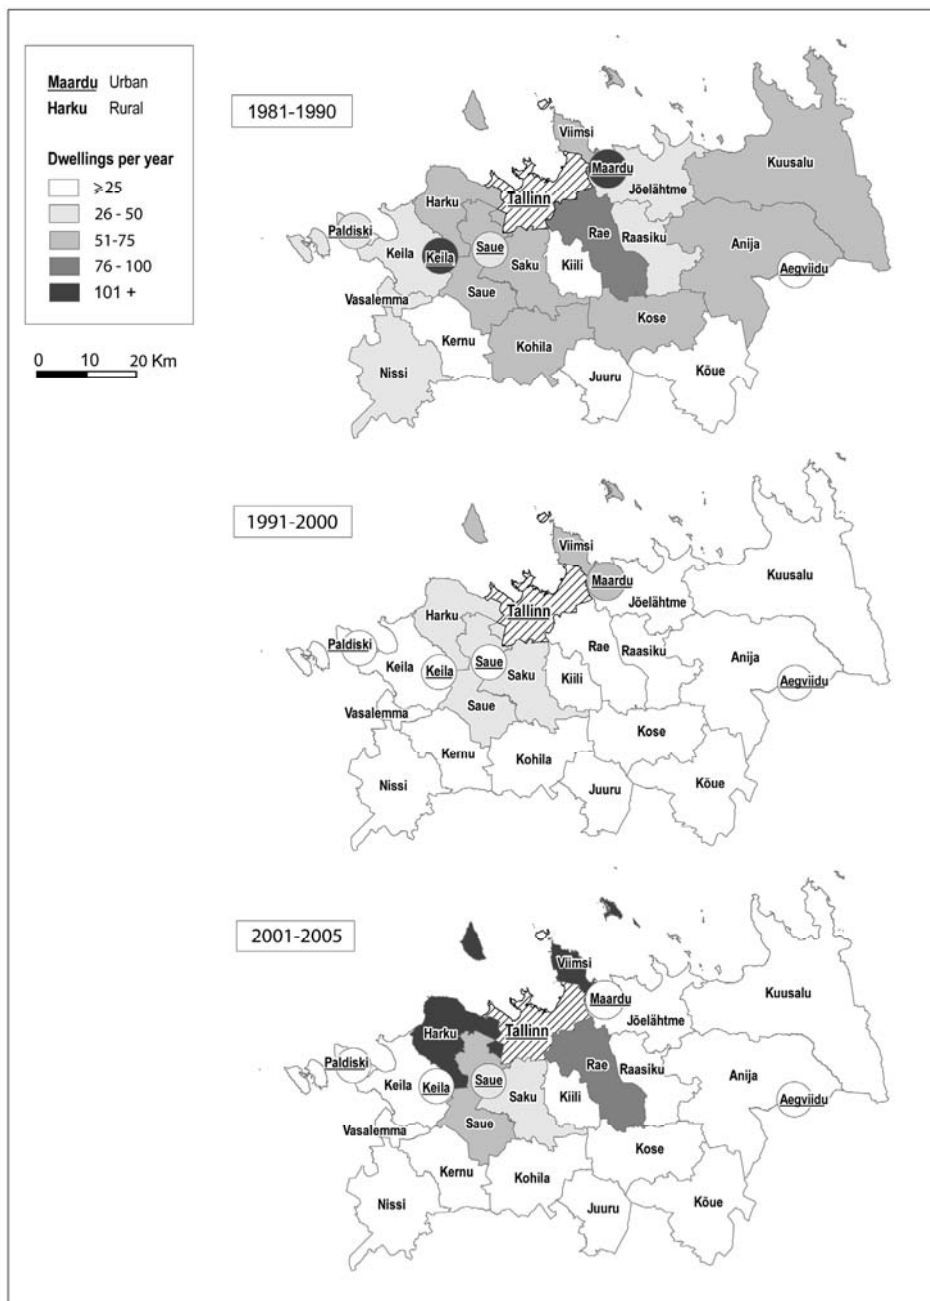 Maardu Urban
Harku Rural
Dwellings per year
⩾25
26 - 50
51-75
76 - 100
101 +
0 10 20 Km
1981-1990
Viimsi
Maardu
Kuusalu
Tallinn
Jõelähtme
Harku
Paldiski
Rae
Raasiku
Anija
Keila
Keila
Saue
Saku
Kiili
Aegviidu
Vasalemma
Saue
Kose
Kernu
Kohila
Nissi
Juuru
Kõue
1991-2000
Viimsi
Maardu
Kuusalu
Jõelähtme
Tallinn
Harku
Paldiski
Rae
Raasiku
Anija
Keila
Keila
Saue
Saku
Kiili
Aegviidu
Vasalemma
Saue
Kose
Kernu
Kohila
Nissi
Juuru
Kõue
2001-2005
Viimsi
Maardu
Kuusalu
Jõelähtme
Harku
Tallinn
Paldiski
Rae
Raasiku
Anija
Keila
Keila
Saue
Saku
Kiili
Aegviidu
Vasalemma
Saue
Kose
Kernu
Kohila
Nissi
Juuru
Kõue